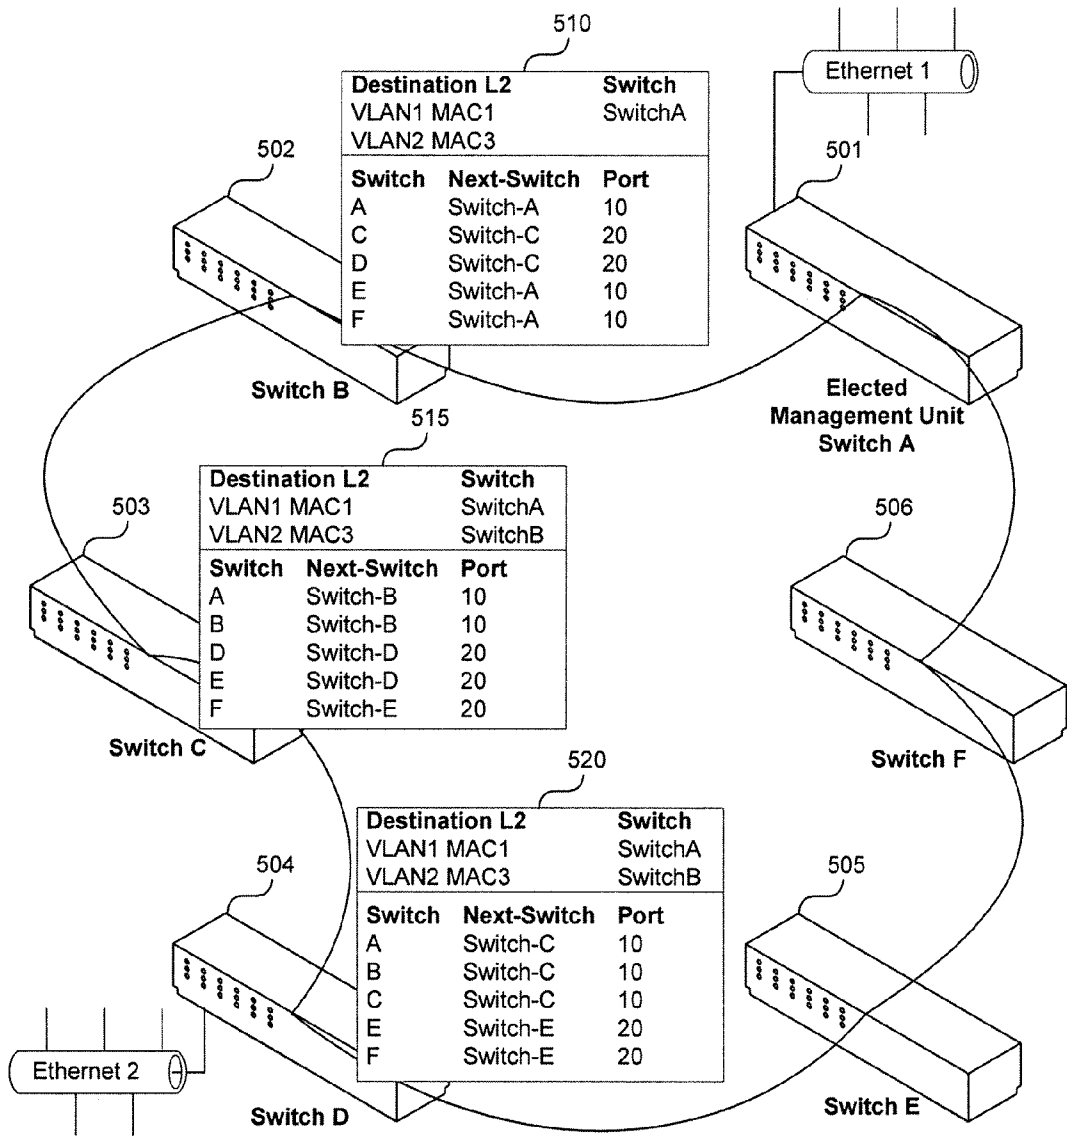 510
Ethernet 1
Destination L2 Switch
VLAN1 MAC1 SwitchA
VLAN2 MAC3
Switch Next-Switch Port
A Switch-A 10
C Switch-C 20
D Switch-C 20
E Switch-A 10
F Switch-A 10
502
501
Switch B
Elected
Management Unit
Switch A
515
Destination L2 Switch
VLAN1 MAC1 SwitchA
VLAN2 MAC3 SwitchB
Switch Next-Switch Port
A Switch-B 10
B Switch-B 10
D Switch-D 20
E Switch-D 20
F Switch-E 20
503
506
Switch C
Switch F
520
Destination L2 Switch
VLAN1 MAC1 SwitchA
VLAN2 MAC3 SwitchB
Switch Next-Switch Port
A Switch-C 10
B Switch-C 10
C Switch-C 10
E Switch-E 20
F Switch-E 20
504
505
Ethernet 2
Switch D
Switch E